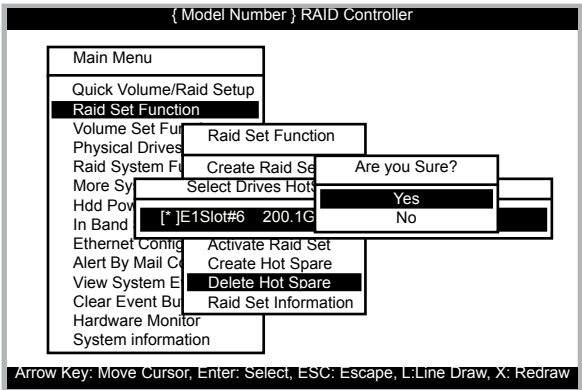 { Model Number } RAID Controller
Main Menu
Quick Volume/Raid Setup
Raid Set Function
Volume Set Fun
Physical Drives
Raid System Fu
More Sy
Hdd Pow
In Band
Ethernet Config
Alert By Mail Co
View System E
Clear Event Bu
Hardware Monitor
System information
Raid Set Function
Create Raid Se
Select Drives HotS
[* ]E1Slot#6 200.1G
Activate Raid Set
Create Hot Spare
Delete Hot Spare
Raid Set Information
Are you Sure?
Yes
No
Arrow Key: Move Cursor, Enter: Select, ESC: Escape, L:Line Draw, X: Redraw